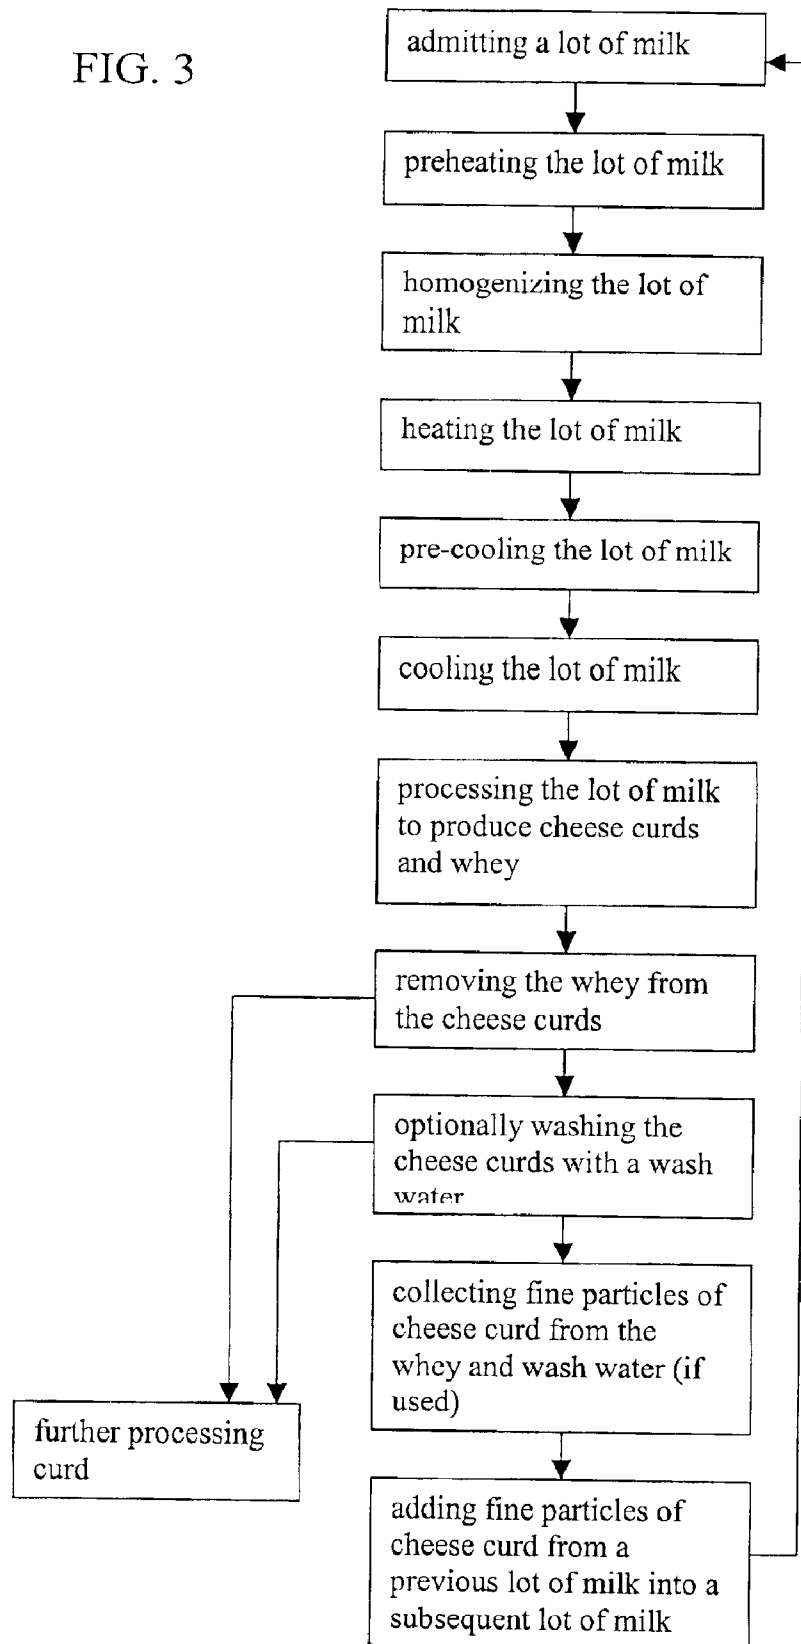 FIG. 3
admitting a lot of milk
preheating the lot of milk
homogenizing the lot of
milk
heating the lot of milk
pre-cooling the lot of milk
cooling the lot of milk
processing the lot of milk
to produce cheese curds
and whey
removing the whey from
the cheese curds
optionally washing the
cheese curds with a wash
water
collecting fine particles of
cheese curd from the
whey and wash water (if
used)
further processing
curd
adding fine particles of
cheese curd from a
previous lot of milk into a
subsequent lot of milk